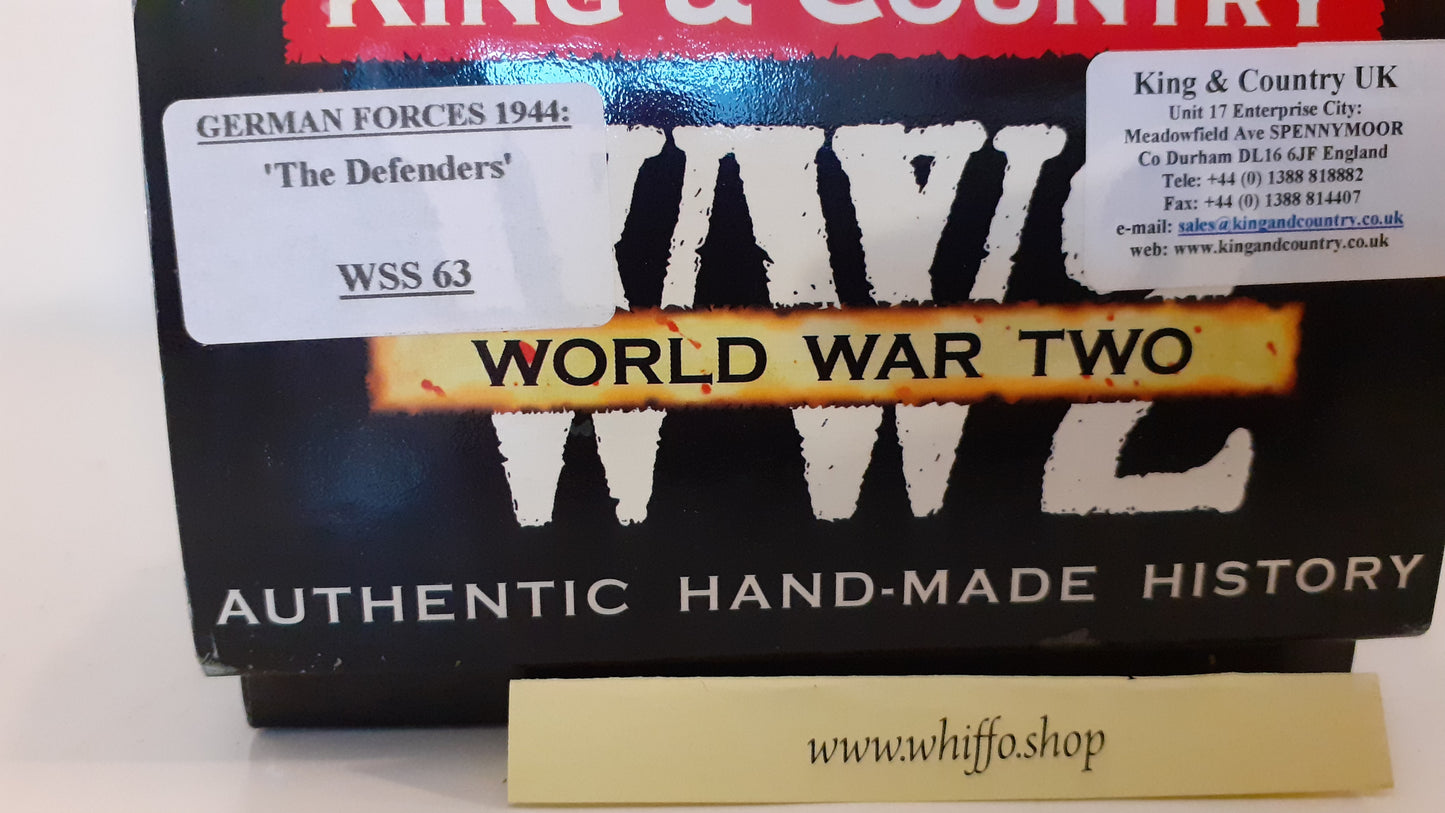 KING & COUNTRY
GERMAN FORCES 1944:
'The Defenders'
WSS 63
King & Country UK
Unit 17 Enterprise City:
Meadowfield Ave SPENNYMOOR
Co Durham DL16 6JF England
Tele: +44 (0) 1388 818882
Fax: +44 (0) 1388 814407
e-mail: sales@kingandcountry.co.uk
web: www.kingandcountry.co.uk
WW2
WORLD WAR TWO
AUTHENTIC HAND-MADE HISTORY
www.whiffo.shop